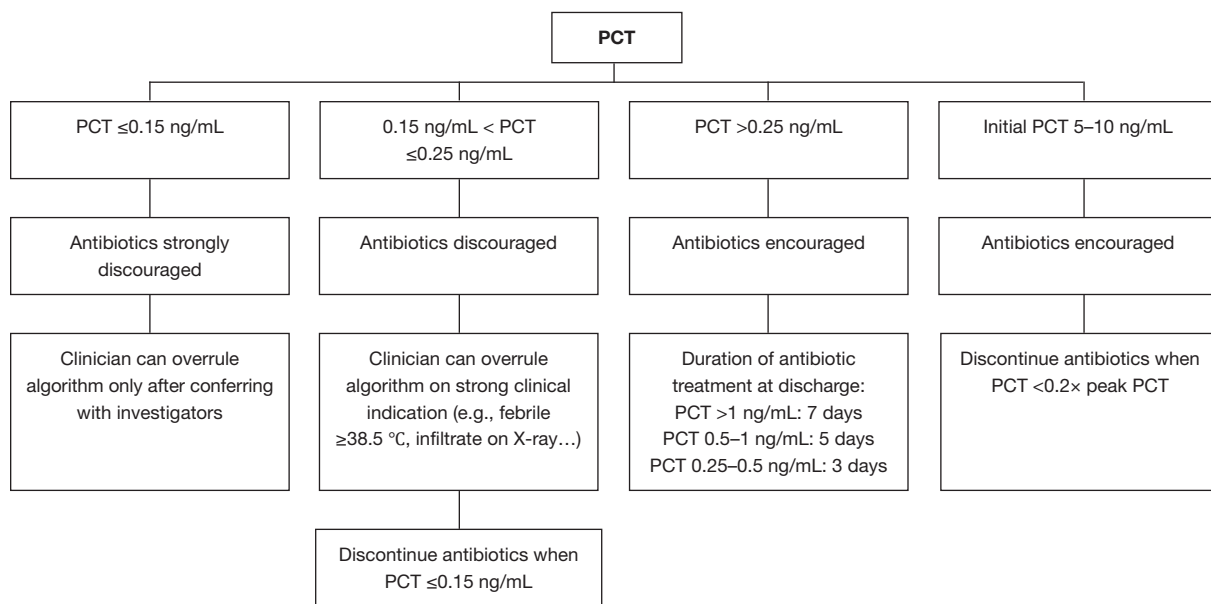 PCT
PCT ≤0.15 ng/mL
0.15 ng/mL < PCT
≤0.25 ng/mL
PCT >0.25 ng/mL
Initial PCT 5–10 ng/mL
Antibiotics strongly
discouraged
Antibiotics discouraged
Antibiotics encouraged
Antibiotics encouraged
Clinician can overrule
algorithm only after conferring
with investigators
Clinician can overrule
algorithm on strong clinical
indication (e.g., febrile
≥38.5 ℃, infiltrate on X-ray…)
Duration of antibiotic
treatment at discharge:
PCT >1 ng/mL: 7 days
PCT 0.5–1 ng/mL: 5 days
PCT 0.25–0.5 ng/mL: 3 days
Discontinue antibiotics when
PCT <0.2× peak PCT
Discontinue antibiotics when
PCT ≤0.15 ng/mL